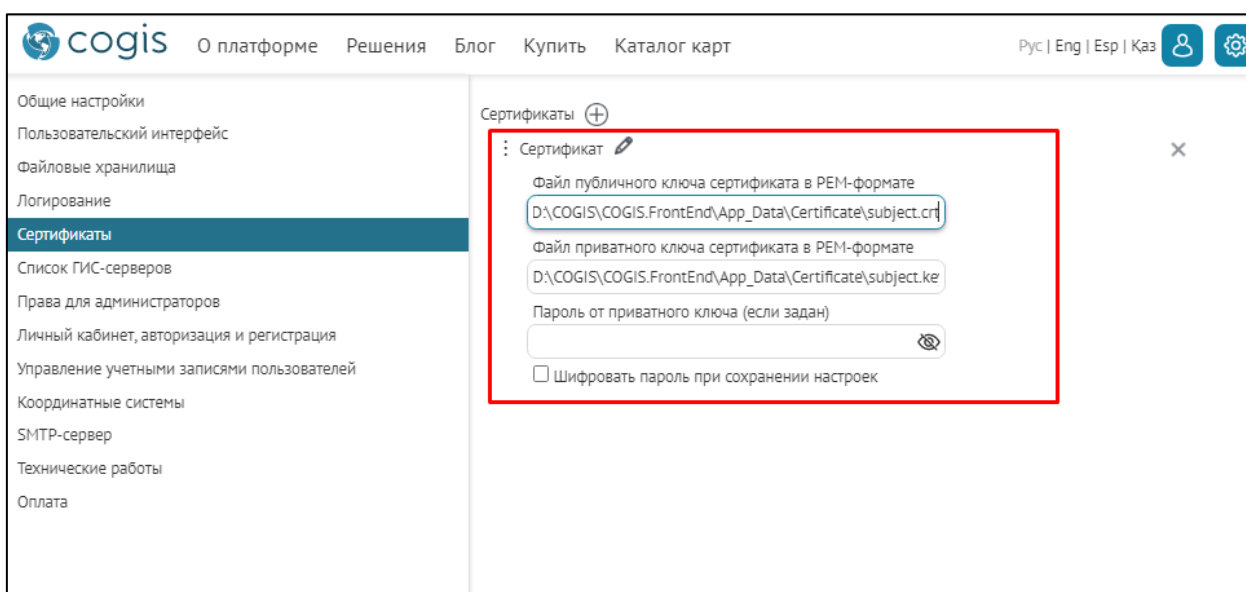 cogis О платформе Решения Блог Купить Каталог карт Рус | Eng | Esp | Қаз
Общие настройки
Пользовательский интерфейс
Файловые хранилища
Логирование
Сертификаты
Список ГИС-серверов
Права для администраторов
Личный кабинет, авторизация и регистрация
Управление учетными записями пользователей
Координатные системы
SMTP-сервер
Технические работы
Оплата
Сертификаты
Сертификат
Файл публичного ключа сертификата в PEM-формате
D:\COGIS\COGIS.FrontEnd\App_Data\Certificate\subject.crt
Файл приватного ключа сертификата в PEM-формате
D:\COGIS\COGIS.FrontEnd\App_Data\Certificate\subject.ke
Пароль от приватного ключа (если задан)
Шифровать пароль при сохранении настроек